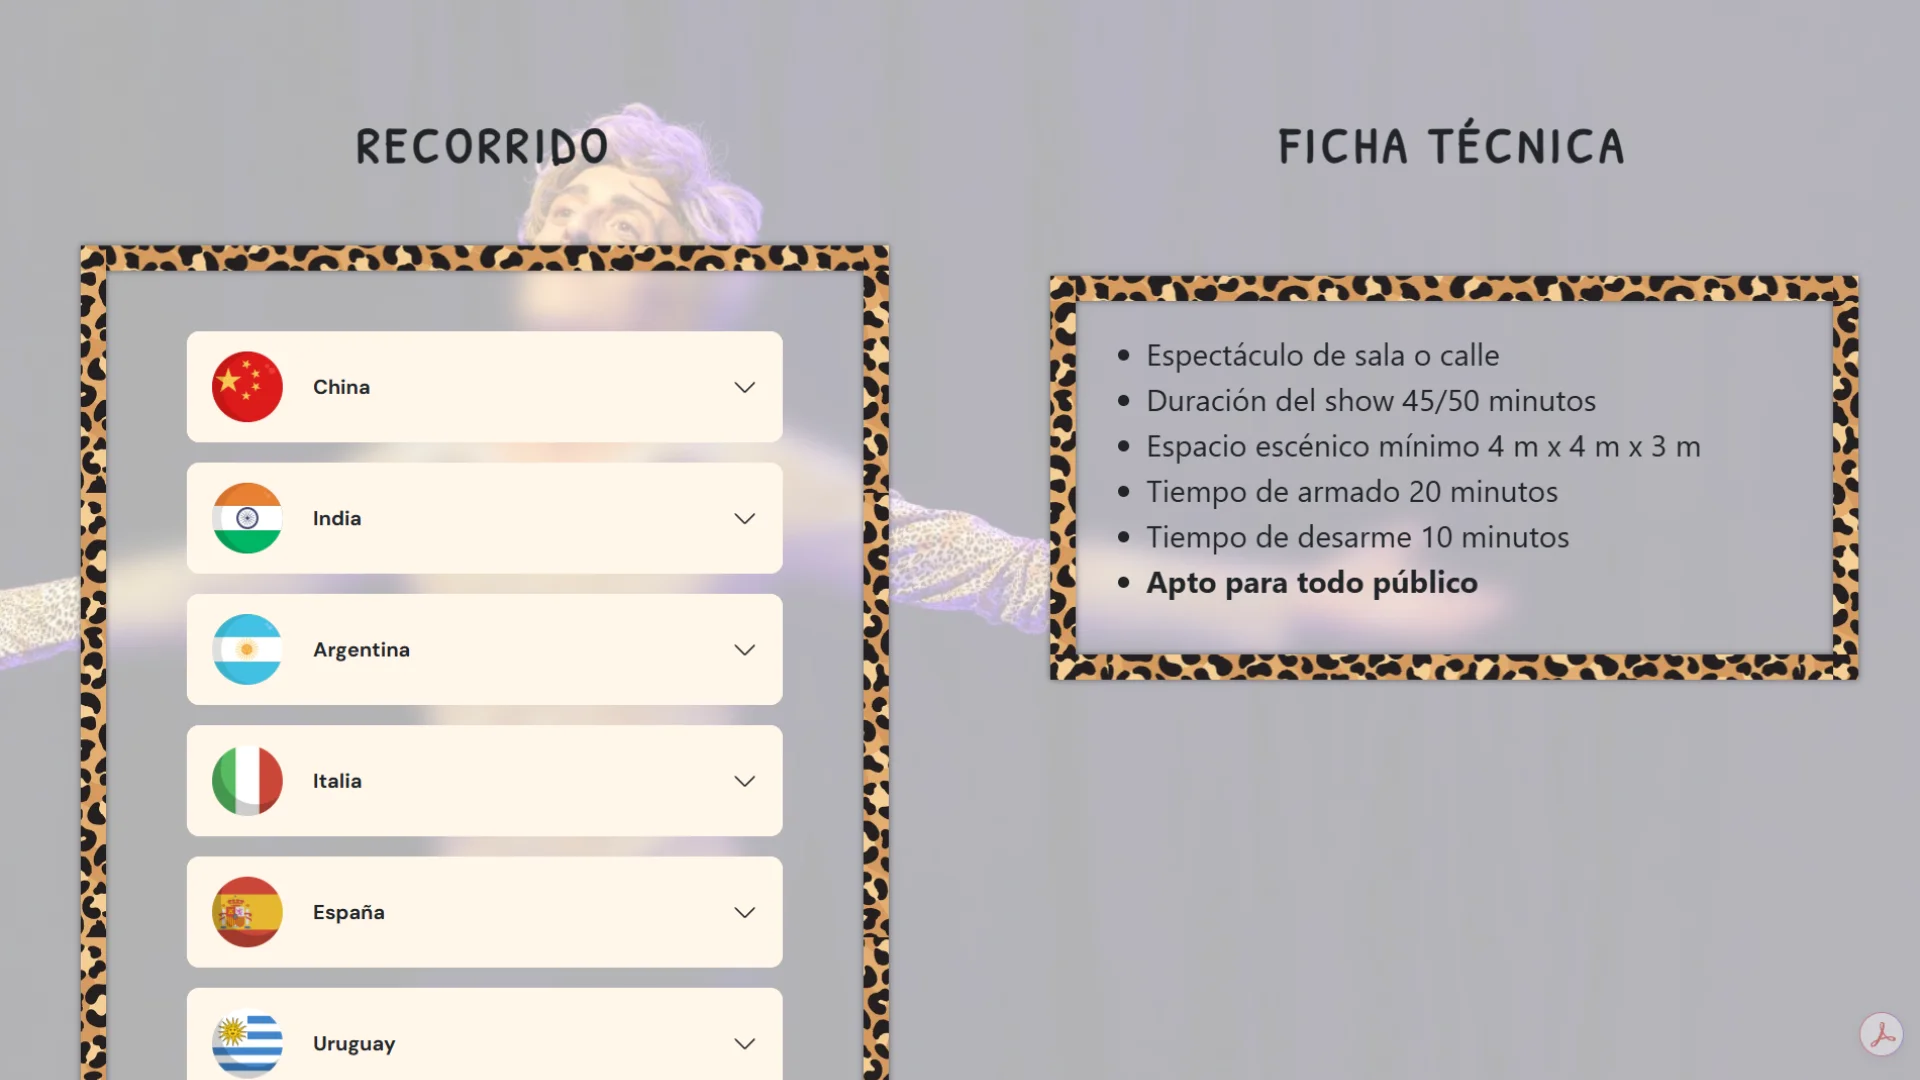 RECORRIDO
China
India
Argentina
Italia
España
Uruguay
FICHA TÉCNICA
Espectáculo de sala o calle
Duración del show 45/50 minutos
Espacio escénico mínimo 4 m x 4 m x 3 m
Tiempo de armado 20 minutos
Tiempo de desarme 10 minutos
Apto para todo público